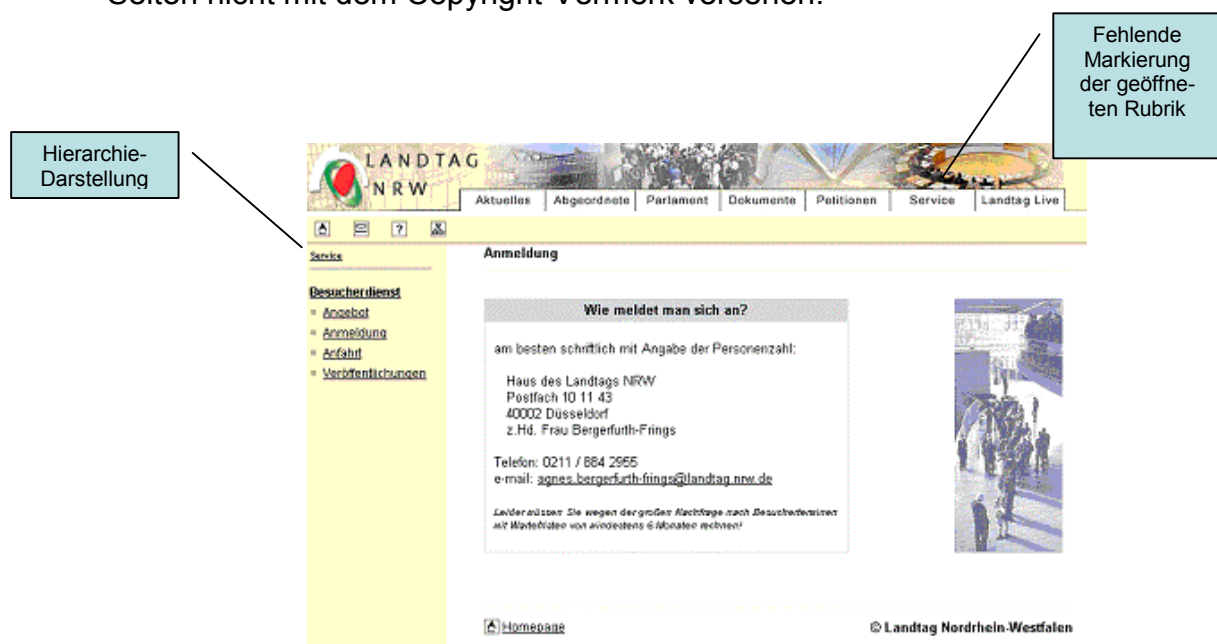 Seiten nicht mit dem Copyright-Vermerk versehen.
Fehlende
Markierung
der geöffne-
ten Rubrik
Hierarchie-
Darstellung
LANDTAG
NRW
Aktuelles Abgeordnete Parlament Dokumente Petitionen Service Landtag Live
?
Service
Anmeldung
Besucherdienst
Angebot
Anmeldung
Anfahrt
Veröffentlichungen
Wie meldet man sich an?
am besten schriftlich mit Angabe der Personenzahl:
Haus des Landtags NRW
Postfach 10 11 43
40002 Düsseldorf
z.Hd. Frau Bergerfurth-Frings
Telefon: 0211 / 884 2955
e-mail: agnes.bergerfurth-frings@landtag.nrw.de
Leider müssen Sie wegen der großen Nachfrage nach Besucherterminen
mit Wartefristen von mindestens 6 Monaten rechnen!
Homepage
© Landtag Nordrhein-Westfalen